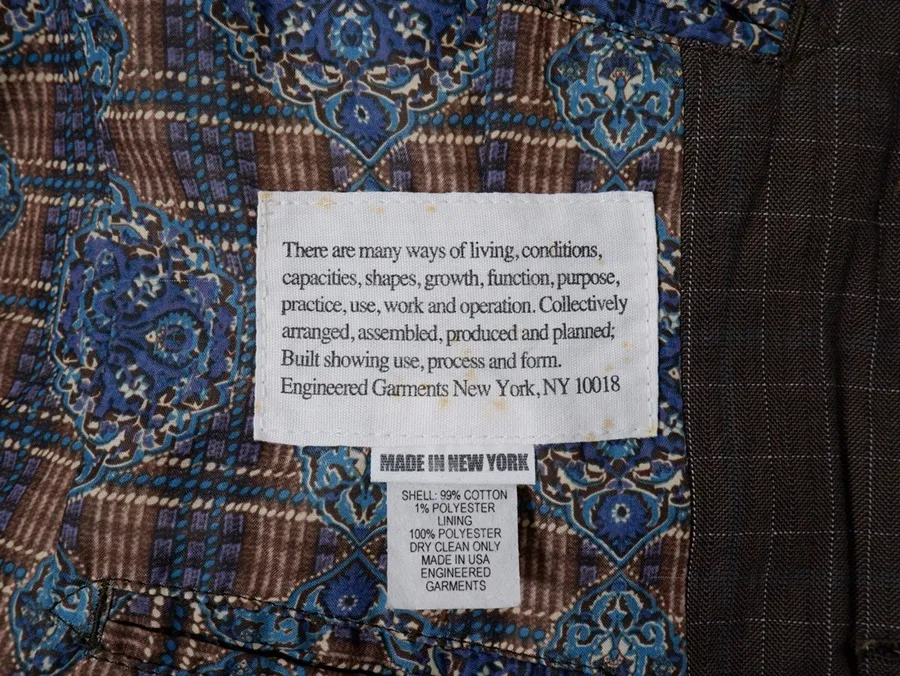 There are many ways of living, conditions,
capacities, shapes, growth, function, purpose,
practice, use, work and operation. Collectively
arranged, assembled, produced and planned;
Built showing use, process and form.
Engineered Garments New York, NY 10018
MADE IN NEW YORK
SHELL: 99% COTTON
1% POLYESTER
LINING
100% POLYESTER
DRY CLEAN ONLY
MADE IN USA
ENGINEERED
GARMENTS